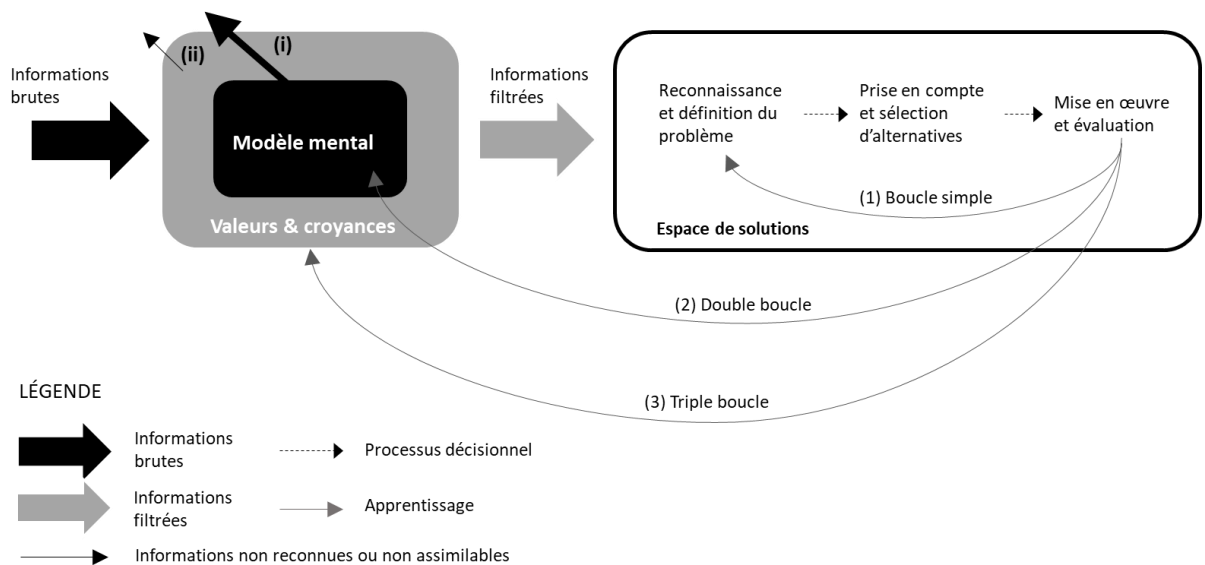 (ii)
(i)
Informations
brutes
Modèle mental
Valeurs & croyances
Informations
filtrées
Reconnaissance
et définition du
problème
Prise en compte
et sélection
d'alternatives
Mise en œuvre
et évaluation
(1) Boucle simple
Espace de solutions
(2) Double boucle
(3) Triple boucle
LÉGENDE
Informations
brutes
Processus décisionnel
Informations
filtrées
Apprentissage
Informations non reconnues ou non assimilables